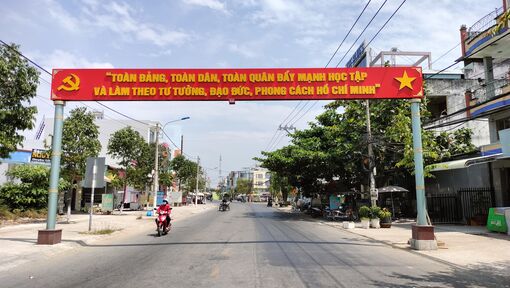 "TOÀN ĐẢNG, TOÀN DÂN, TOÀN QUÂN ĐẨY MẠNH HỌC TẬP
VÀ LÀM THEO TƯ TƯỞNG, ĐẠO ĐỨC, PHONG CÁCH HỒ CHÍ MINH"